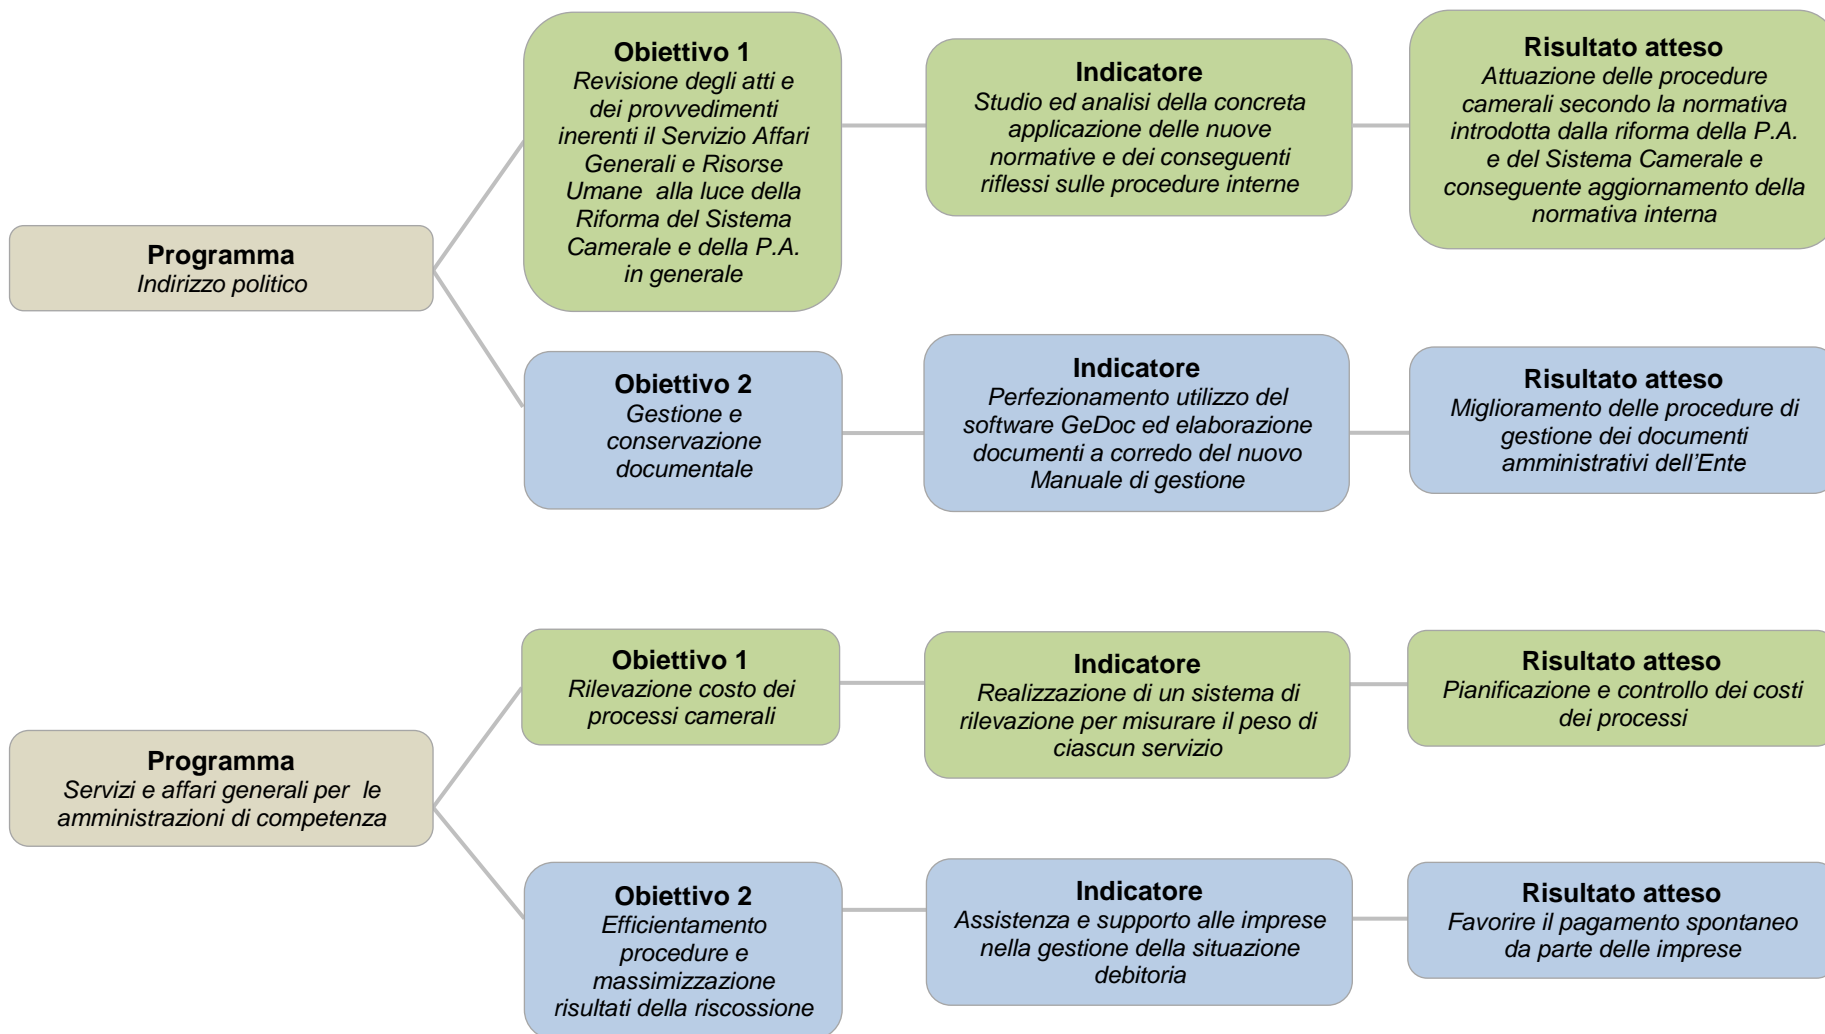 Programma
Indirizzo politico
Obiettivo 1
Revisione degli atti e
dei provvedimenti
inerenti il Servizio Affari
Generali e Risorse
Umane  alla luce della
Riforma del Sistema
Camerale e della P.A.
in generale
Indicatore
Studio ed analisi della concreta
applicazione delle nuove
normative e dei conseguenti
riflessi sulle procedure interne
Risultato atteso
Attuazione delle procedure
camerali secondo la normativa
introdotta dalla riforma della P.A.
e del Sistema Camerale e
conseguente aggiornamento della
normativa interna
Obiettivo 2
Gestione e
conservazione
documentale
Indicatore
Perfezionamento utilizzo del
software GeDoc ed elaborazione
documenti a corredo del nuovo
Manuale di gestione
Risultato atteso
Miglioramento delle procedure di
gestione dei documenti
amministrativi dell’Ente
Programma
Servizi e affari generali per  le
amministrazioni di competenza
Obiettivo 1
Rilevazione costo dei
processi camerali
Indicatore
Realizzazione di un sistema di
rilevazione per misurare il peso di
ciascun servizio
Risultato atteso
Pianificazione e controllo dei costi
dei processi
Obiettivo 2
Efficientamento
procedure e
massimizzazione
risultati della riscossione
Indicatore
Assistenza e supporto alle imprese
nella gestione della situazione
debitoria
Risultato atteso
Favorire il pagamento spontaneo
da parte delle imprese